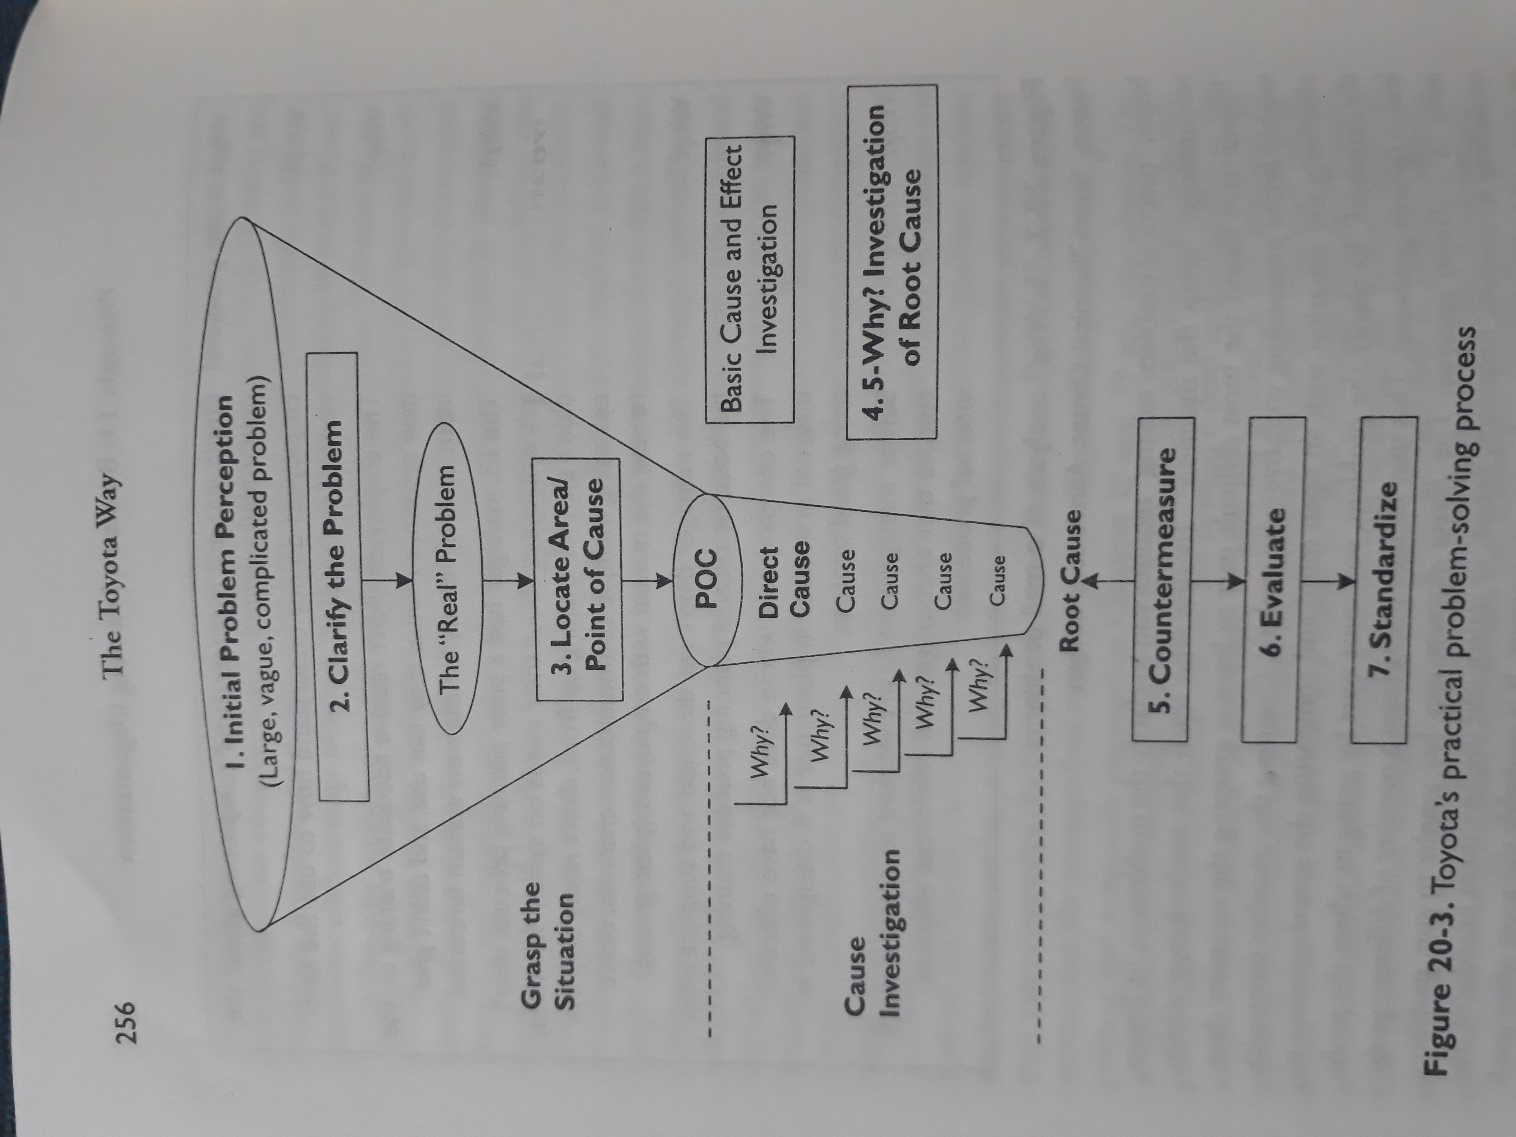 256
The Toyota Way
1. Initial Problem Perception
(Large, vague, complicated problem)
2. Clarify the Problem
The “Real” Problem
Grasp the
Situation
3. Locate Area/
Point of Cause
POC
Basic Cause and Effect
Investigation
Cause
Investigation
Why?
Why?
Why?
Why?
Why?
Direct
Cause
Cause
Cause
Cause
Cause
4. 5-Why? Investigation
of Root Cause
Root Cause
5. Countermeasure
6. Evaluate
7. Standardize
Figure 20-3. Toyota’s practical problem-solving process